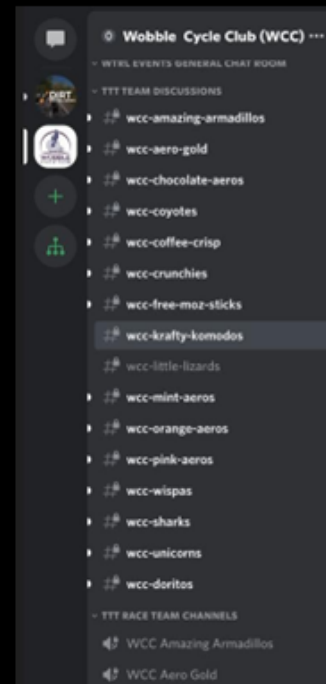 Wobble Cycle Club (WCC) ...
WTRL EVENTS GENERAL CHAT ROOM
TTT TEAM DISCUSSIONS
DIRT
wcc-amazing-armadillos
wcc-aero-gold
WOBBLE
wcc-chocolate-aeros
wcc-coyotes
wcc-coffee-crisp
wcc-crunchies
wcc-free-moz-sticks
wcc-krafty-komodos
wcc-little-lizards
wcc-mint-aeros
wcc-orange-aeros
wcc-pink-aeros
wcc-wispas
wcc-sharks
wcc-unicorns
wcc-doritos
TTT RACE TEAM CHANNELS
WCC Amazing Armadillos
WCC Aero Gold